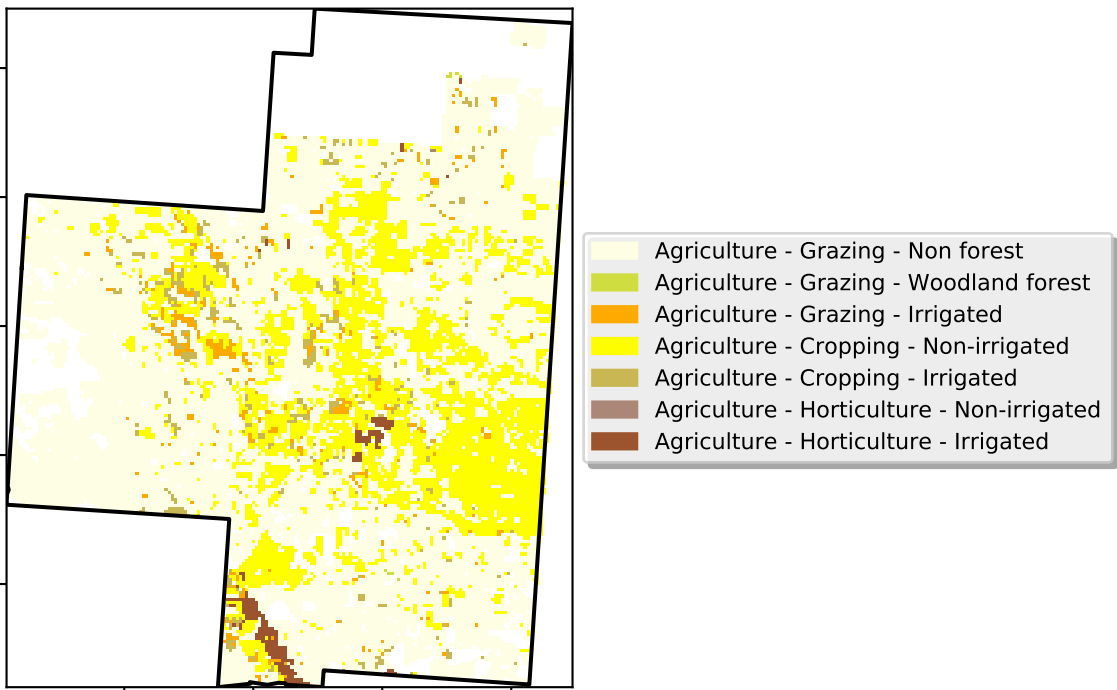 Agriculture - Grazing - Non forest
Agriculture - Grazing - Woodland forest
Agriculture - Grazing - Irrigated
Agriculture - Cropping - Non-irrigated
Agriculture - Cropping - Irrigated
Agriculture - Horticulture - Non-irrigated
Agriculture - Horticulture - Irrigated